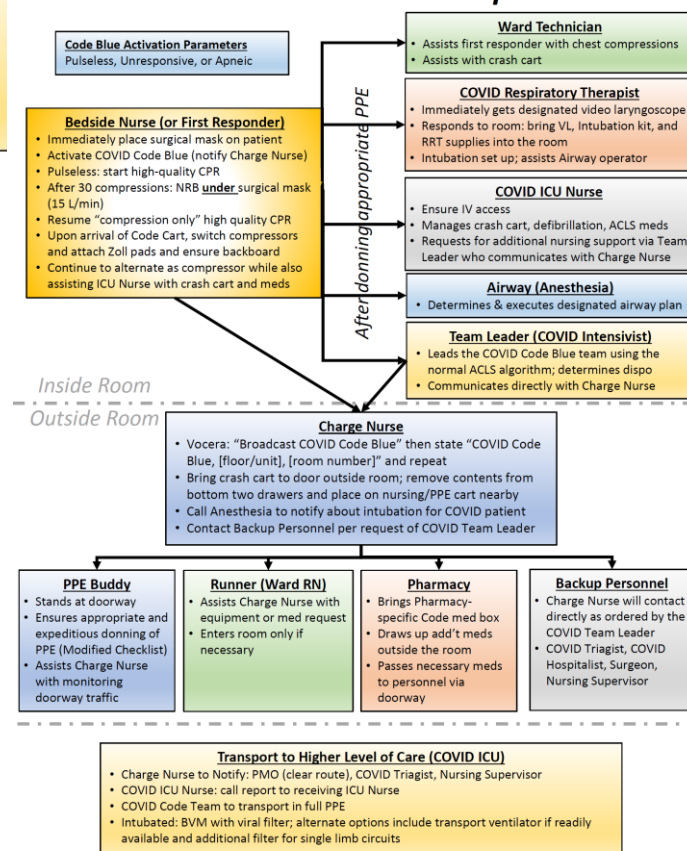 Code Blue Activation Parameters
Pulseless, Unresponsive, or Apneic
Bedside Nurse (or First Responder)
• Immediately place surgical mask on patient
• Activate COVID Code Blue (notify Charge Nurse)
• Pulseless: start high-quality CPR
• After 30 compressions: NRB under surgical mask
(15 L/min)
• Resume “compression only” high quality CPR
• Upon arrival of Code Cart, switch compressors
and attach Zoll pads and ensure backboard
• Continue to alternate as compressor while also
assisting ICU Nurse with crash cart and meds
After donning appropriate PPE
Ward Technician
• Assists first responder with chest compressions
• Assists with crash cart
COVID Respiratory Therapist
• Immediately gets designated video laryngoscope
• Responds to room: bring VL, Intubation kit, and
RRT supplies into the room
• Intubation set up; assists Airway operator
COVID ICU Nurse
• Ensure IV access
• Manages crash cart, defibrillation, ACLS meds
• Requests for additional nursing support via Team
Leader who communicates with Charge Nurse
Airway (Anesthesia)
• Determines & executes designated airway plan
Team Leader (COVID Intensivist)
• Leads the COVID Code Blue team using the
normal ACLS algorithm; determines dispo
• Communicates directly with Charge Nurse
Inside Room
Outside Room
Charge Nurse
• Vocera: “Broadcast COVID Code Blue” then state “COVID Code
Blue, [floor/unit], [room number]” and repeat
• Bring crash cart to door outside room; remove contents from
bottom two drawers and place on nursing/PPE cart nearby
• Call Anesthesia to notify about intubation for COVID patient
• Contact Backup Personnel per request of COVID Team Leader
PPE Buddy
• Stands at doorway
• Ensures appropriate and
expeditious donning of
PPE (Modified Checklist)
• Assists Charge Nurse
with monitoring
doorway traffic
Runner (Ward RN)
• Assists Charge Nurse with
equipment or med request
• Enters room only if
necessary
Pharmacy
• Brings Pharmacy-
specific Code med box
• Draws up add’t meds
outside the room
• Passes necessary meds
to personnel via
doorway
Backup Personnel
• Charge Nurse will contact
directly as ordered by the
COVID Team Leader
• COVID Triagist, COVID
Hospitalist, Surgeon,
Nursing Supervisor
Transport to Higher Level of Care (COVID ICU)
• Charge Nurse to Notify: PMO (clear route), COVID Triagist, Nursing Supervisor
• COVID ICU Nurse: call report to receiving ICU Nurse
• COVID Code Team to transport in full PPE
• Intubated: BVM with viral filter; alternate options include transport ventilator if readily
available and additional filter for single limb circuits